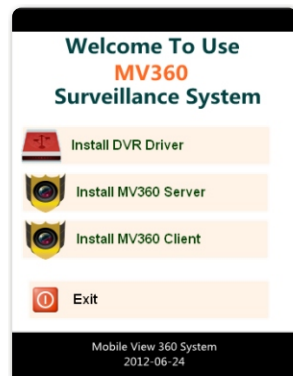 Welcome To Use
MV360
Surveillance System
Install DVR Driver
Install MV360 Server
Install MV360 Client
Exit
Mobile View 360 System
2012-06-24